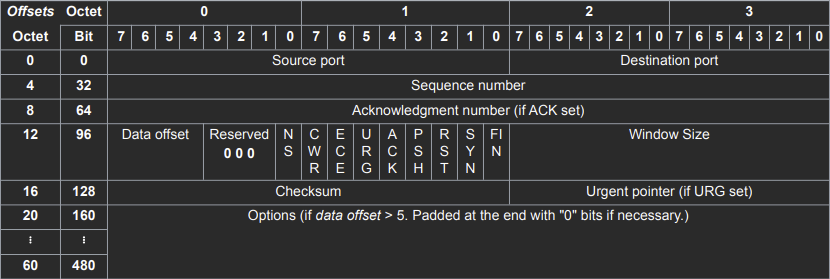 Offsets Octet 0 1 2 3
Octet Bit 7 6 5 4 3 2 1 0 7 6 5 4 3 2 1 0 7 6 5 4 3 2 1 0 7 6 5 4 3 2 1 0
0 0 Source port Destination port
4 32 Sequence number
8 64 Acknowledgment number (if ACK set)
12 96 Data offset Reserved 0 0 0 NS CWR ECE URG ACK PSH RST SYN FIN Window Size
16 128 Checksum Urgent pointer (if URG set)
20 160 Options (if data offset > 5. Padded at the end with "0" bits if necessary.)
⋮ ⋮
60 480